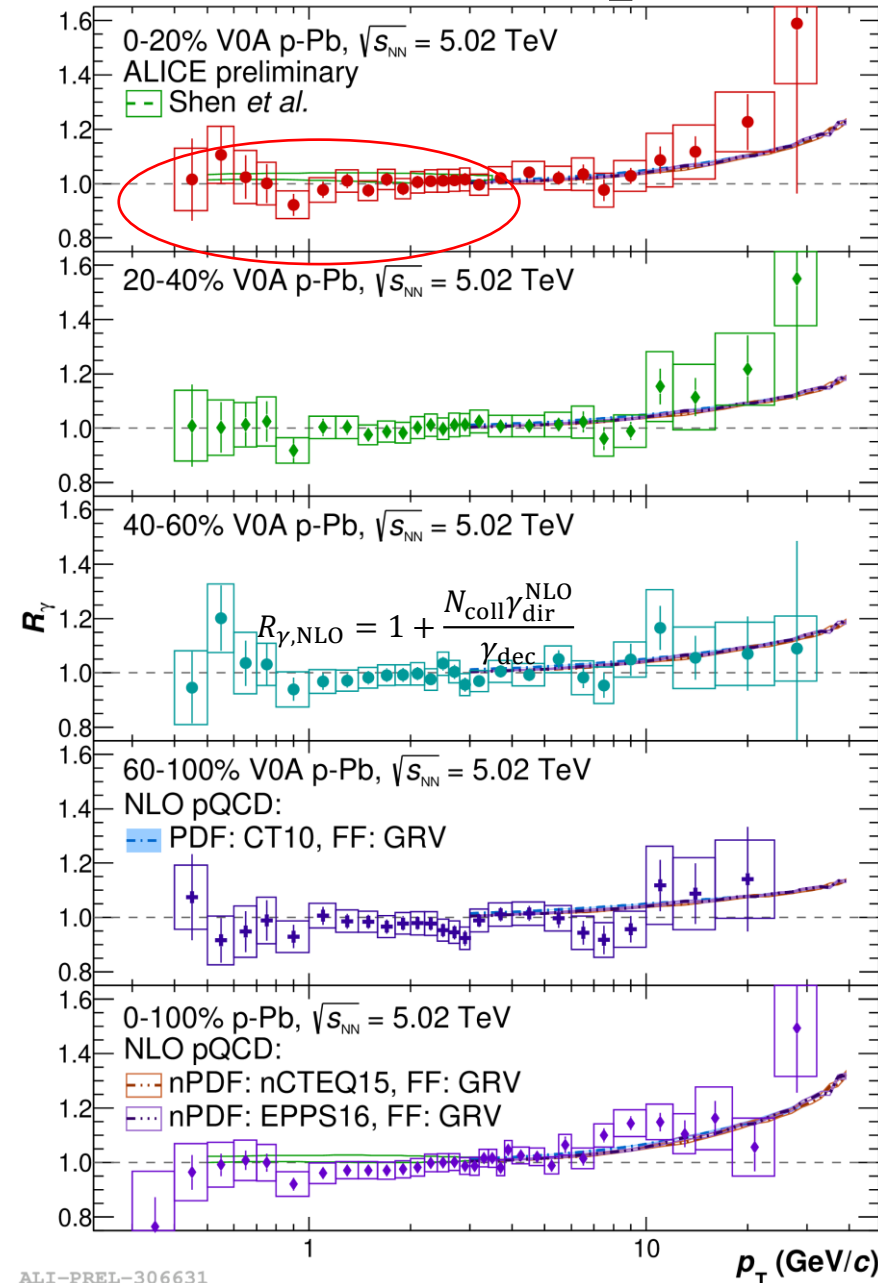 1.6
0-20% V0A p-Pb, √s_NN = 5.02 TeV
ALICE preliminary
1.4
Shen et al.
1.2
1.0
0.8
1.6
20-40% V0A p-Pb, √s_NN = 5.02 TeV
1.4
1.2
1.0
0.8
1.6
40-60% V0A p-Pb, √s_NN = 5.02 TeV
1.4
R_γ
1.2
R_γ,NLO = 1 + N_coll γ_dir^NLO / γ_dec
1.0
0.8
1.6
60-100% V0A p-Pb, √s_NN = 5.02 TeV
NLO pQCD:
1.4
PDF: CT10, FF: GRV
1.2
1.0
0.8
1.6
0-100% p-Pb, √s_NN = 5.02 TeV
NLO pQCD:
1.4
nPDF: nCTEQ15, FF: GRV
1.2
nPDF: EPPS16, FF: GRV
1.0
0.8
1
10
p_T (GeV/c)
ALI-PREL-306631